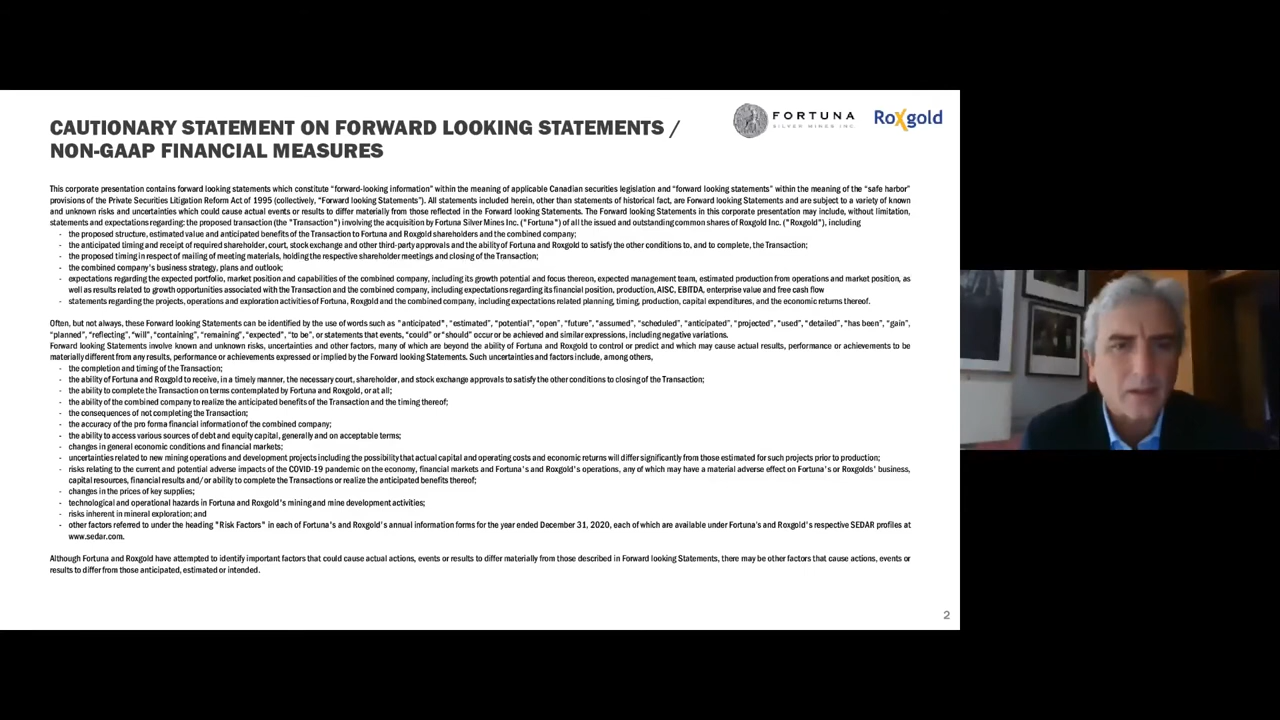 CAUTIONARY STATEMENT ON FORWARD LOOKING STATEMENTS /
NON-GAAP FINANCIAL MEASURES
FORTUNA
SILVER MINES INC.
Roxgold
This corporate presentation contains forward looking statements which constitute “forward-looking information” within the meaning of applicable Canadian securities legislation and “forward looking statements” within the meaning of the “safe harbor”
provisions of the Private Securities Litigation Reform Act of 1995 (collectively, “Forward looking Statements”). All statements included herein, other than statements of historical fact, are Forward looking Statements and are subject to a variety of known
and unknown risks and uncertainties which could cause actual events or results to differ materially from those reflected in the Forward looking Statements. The Forward looking Statements in this corporate presentation may include, without limitation,
statements and expectations regarding: the proposed transaction (the "Transaction") involving the acquisition by Fortuna Silver Mines Inc. ("Fortuna") of all the issued and outstanding common shares of Roxgold Inc. ("Roxgold"), including
- the proposed structure, estimated value and anticipated benefits of the Transaction to Fortuna and Roxgold shareholders and the combined company;
- the anticipated timing and receipt of required shareholder, court, stock exchange and other third-party approvals and the ability of Fortuna and Roxgold to satisfy the other conditions to, and to complete, the Transaction;
- the proposed timing in respect of mailing of meeting materials, holding the respective shareholder meetings and closing of the Transaction;
- the combined company's business strategy, plans and outlook;
- expectations regarding the expected portfolio, market position and capabilities of the combined company, including its growth potential and focus thereon, expected management team, estimated production from operations and market position, as
well as results related to growth opportunities associated with the Transaction and the combined company, including expectations regarding its financial position, production, AISC, EBITDA, enterprise value and free cash flow
- statements regarding the projects, operations and exploration activities of Fortuna, Roxgold and the combined company, including expectations related planning, timing, production, capital expenditures, and the economic returns thereof.
Often, but not always, these Forward looking Statements can be identified by the use of words such as "anticipated", “estimated”, “potential”, “open”, “future”, “assumed”, “scheduled”, “anticipated”, “projected”, “used”, “detailed”, “has been”, “gain”,
“planned”, “reflecting”, “will”, “containing”, “remaining”, “expected”, “to be”, or statements that events, “could” or “should” occur or be achieved and similar expressions, including negative variations.
Forward looking Statements involve known and unknown risks, uncertainties and other factors, many of which are beyond the ability of Fortuna and Roxgold to control or predict and which may cause actual results, performance or achievements to be
materially different from any results, performance or achievements expressed or implied by the Forward looking Statements. Such uncertainties and factors include, among others,
- the completion and timing of the Transaction;
- the ability of Fortuna and Roxgold to receive, in a timely manner, the necessary court, shareholder, and stock exchange approvals to satisfy the other conditions to closing of the Transaction;
- the ability to complete the Transaction on terms contemplated by Fortuna and Roxgold, or at all;
- the ability of the combined company to realize the anticipated benefits of the Transaction and the timing thereof;
- the consequences of not completing the Transaction;
- the accuracy of the pro forma financial information of the combined company;
- the ability to access various sources of debt and equity capital, generally and on acceptable terms;
- changes in general economic conditions and financial markets;
- uncertainties related to new mining operations and development projects including the possibility that actual capital and operating costs and economic returns will differ significantly from those estimated for such projects prior to production;
- risks relating to the current and potential adverse impacts of the COVID-19 pandemic on the economy, financial markets and Fortuna's and Roxgold's operations, any of which may have a material adverse effect on Fortuna's or Roxgolds' business,
capital resources, financial results and/or ability to complete the Transactions or realize the anticipated benefits thereof;
- changes in the prices of key supplies;
- technological and operational hazards in Fortuna and Roxgold's mining and mine development activities;
- risks inherent in mineral exploration; and
- other factors referred to under the heading "Risk Factors" in each of Fortuna's and Roxgold's annual information forms for the year ended December 31, 2020, each of which are available under Fortuna's and Roxgold's respective SEDAR profiles at
www.sedar.com.
Although Fortuna and Roxgold have attempted to identify important factors that could cause actual actions, events or results to differ materially from those described in Forward looking Statements, there may be other factors that cause actions, events or
results to differ from those anticipated, estimated or intended.
2